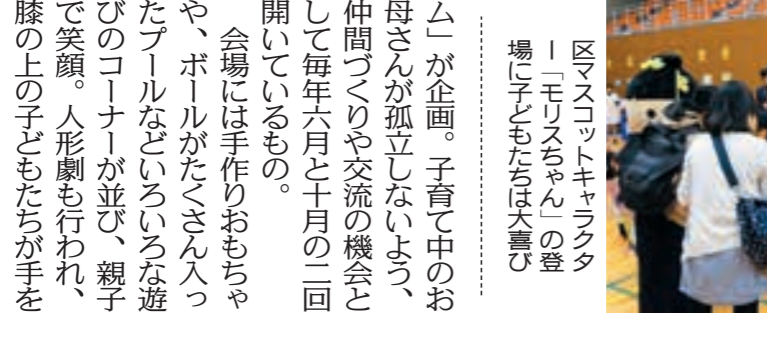 区マスコットキャラクタ
ー「モリスちゃん」の登
場に子どもたちは大喜び
ム」が企画。子育て中のお
母さんが孤立しないよう、
仲間づくりや交流の機会と
して毎年六月と十月の二回
開いているもの。
会場には手作りおもちゃ
や、ボールがたくさん入っ
たプールなどいろいろな遊
びのコーナーが並び、親子
で笑顔。人形劇も行われ、
膝の上の子どもたちが手を